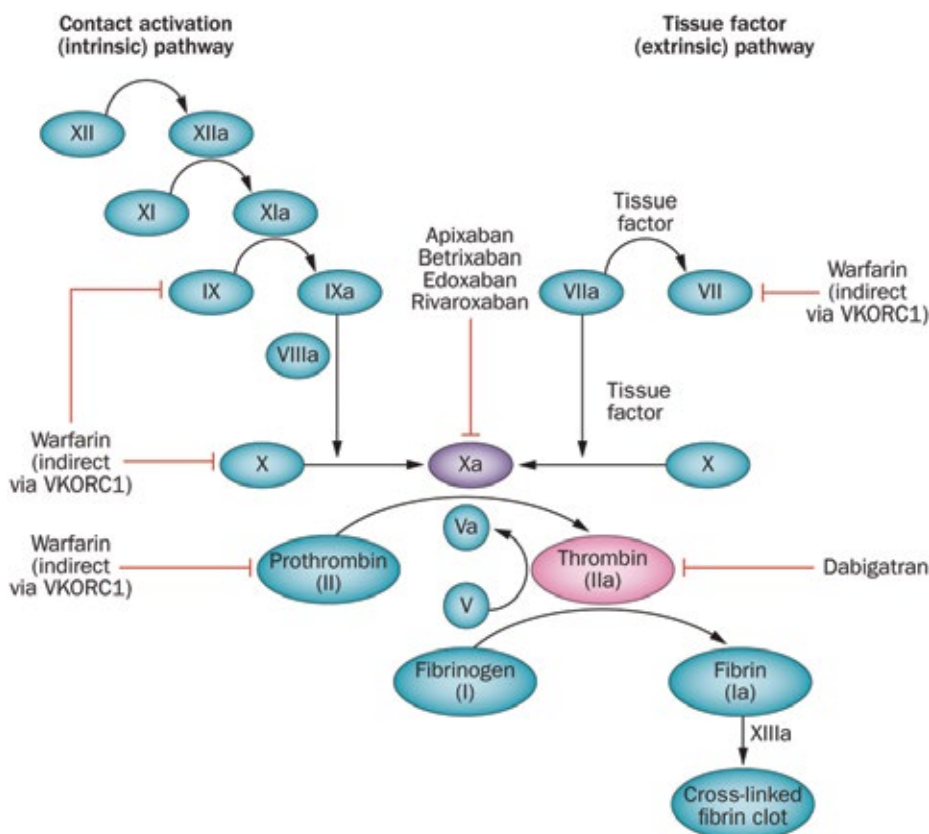 Contact activation
(intrinsic) pathway
Tissue factor
(extrinsic) pathway
XII
XIIa
XI
XIa
Tissue
factor
Apixaban
Betrixaban
Edoxaban
Rivaroxaban
IX
IXa
VIIa
VII
Warfarin
(indirect
via VKORC1)
VIIIa
Tissue
factor
Warfarin
(indirect
via VKORC1)
X
Xa
X
Va
Warfarin
(indirect
via VKORC1)
Prothrombin
(II)
Thrombin
(IIa)
Dabigatran
V
Fibrinogen
(I)
Fibrin
(Ia)
XIIIa
Cross-linked
fibrin clot